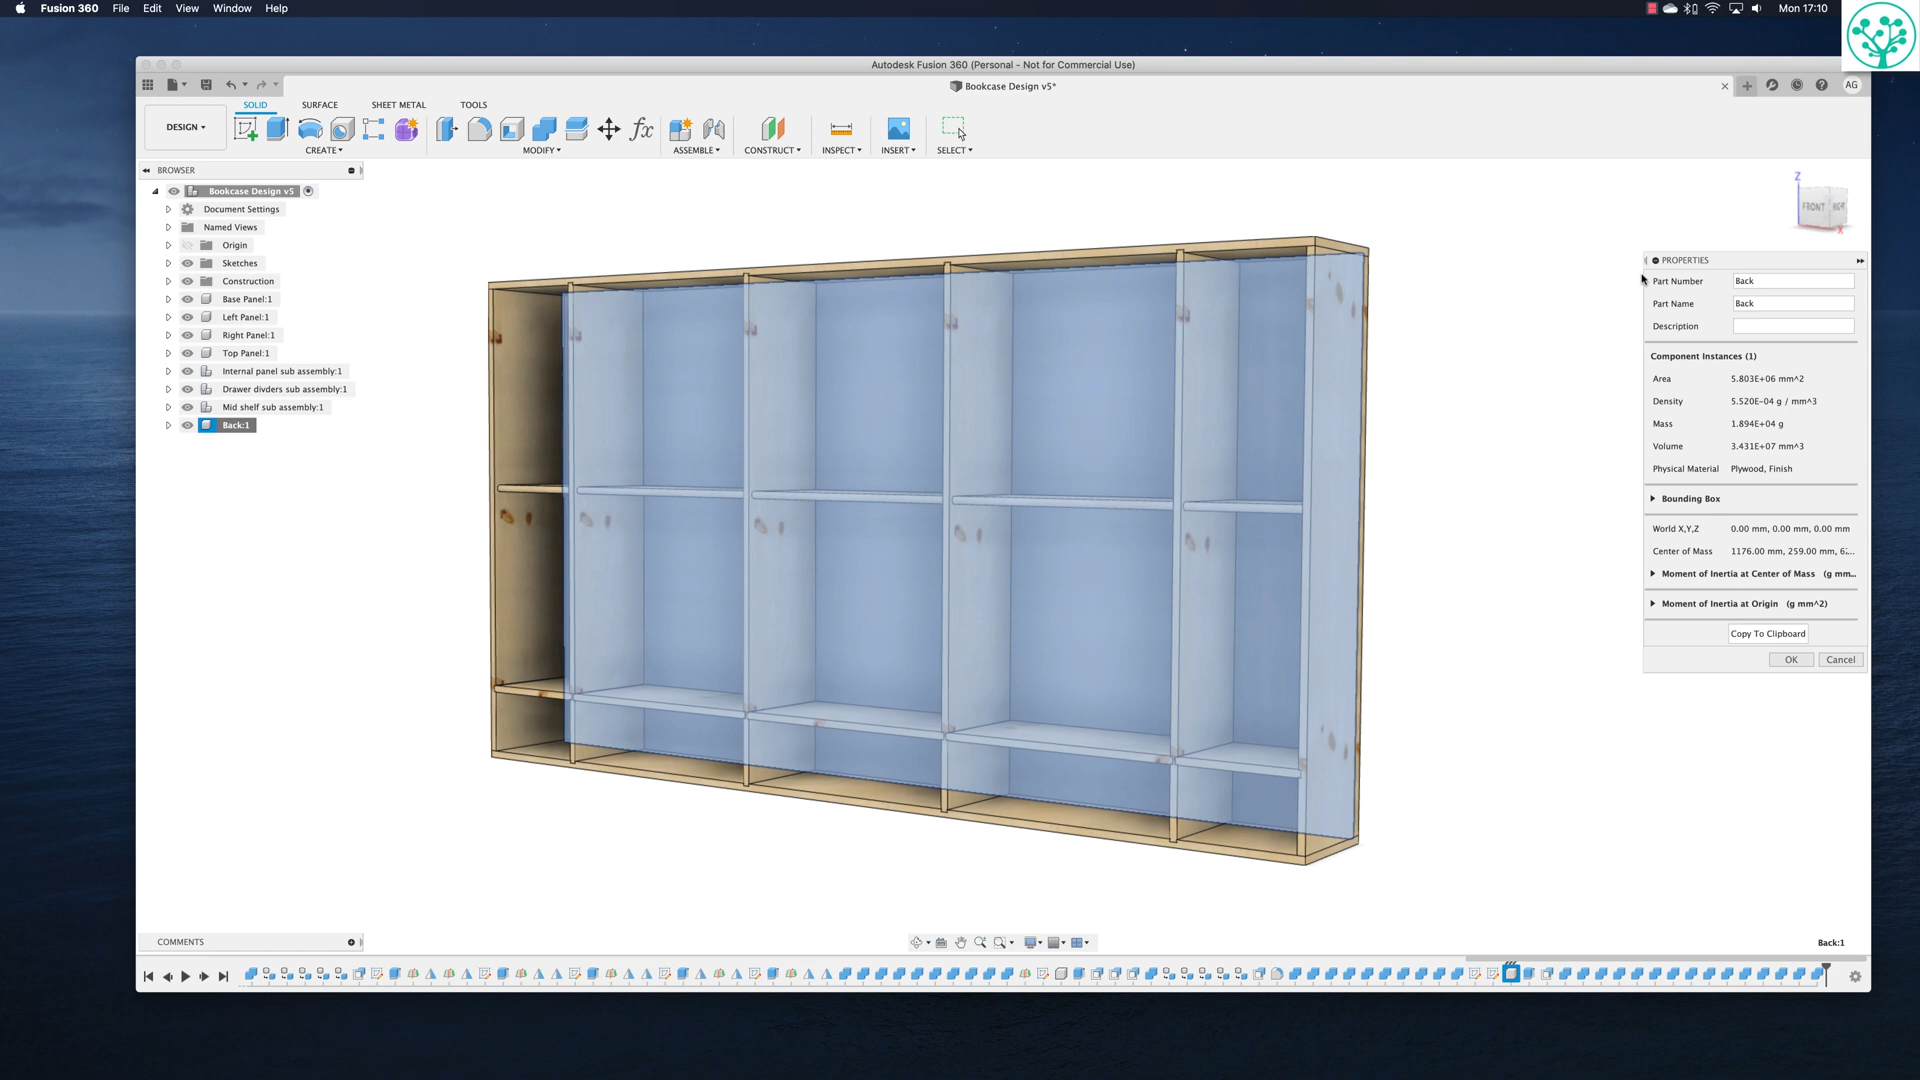 Fusion 360 File Edit View Window Help Mon 17:10
Autodesk Fusion 360 (Personal - Not for Commercial Use)
Bookcase Design v5* AG
SOLID SURFACE SHEET METAL TOOLS
DESIGN
CREATE MODIFY ASSEMBLE CONSTRUCT INSPECT INSERT SELECT
BROWSER
Bookcase Design v5
Document Settings
Named Views
Origin
Sketches
Construction
Base Panel:1
Left Panel:1
Right Panel:1
Top Panel:1
Internal panel sub assembly:1
Drawer divders sub assembly:1
Mid shelf sub assembly:1
Back:1
Z
FRONT
X
PROPERTIES
Part Number Back
Part Name Back
Description
Component Instances (1)
Area 5.803E+06 mm^2
Density 5.520E-04 g / mm^3
Mass 1.894E+04 g
Volume 3.431E+07 mm^3
Physical Material Plywood, Finish
Bounding Box
World X,Y,Z 0.00 mm, 0.00 mm, 0.00 mm
Center of Mass 1176.00 mm, 259.00 mm, 6...
Moment of Inertia at Center of Mass (g mm...
Moment of Inertia at Origin (g mm^2)
Copy To Clipboard
OK Cancel
COMMENTS
Back:1